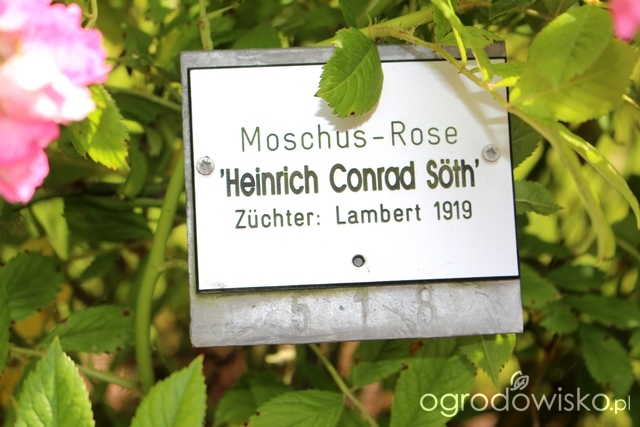 Moschus-Rose
'Heinrich Conrad Söth'
Züchter: Lambert 1919
518
ogrodowisko.pl